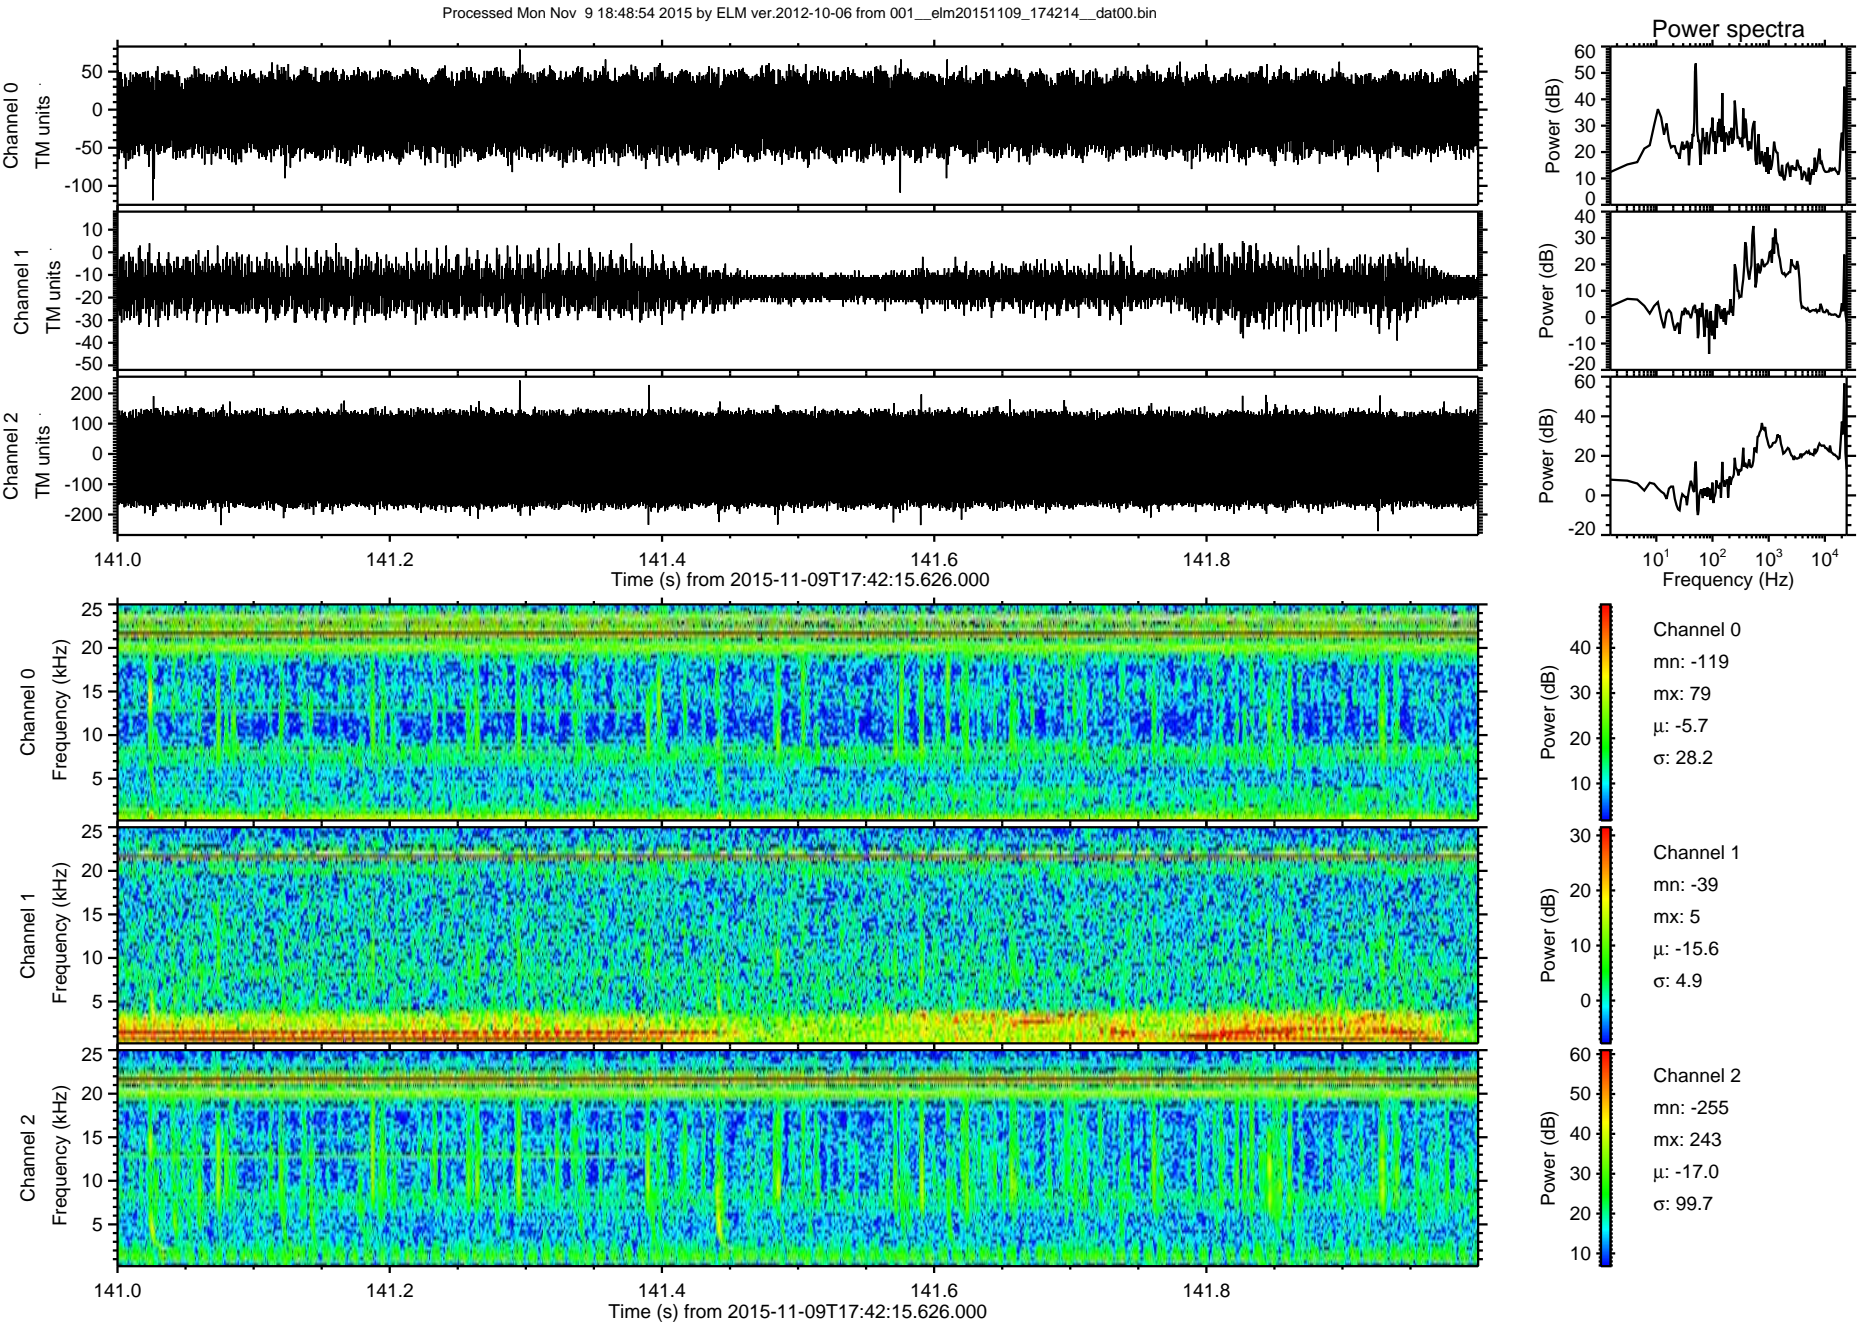 Processed Mon Nov 9 18:48:54 2015 by ELM ver.2012-10-06 from 001__elm20151109_174214__dat00.bin
Power spectra
Channel 0
TM units
50
0
-50
-100
Power (dB)
60
50
40
30
20
10
0
Channel 1
TM units
10
0
-10
-20
-30
-40
-50
Power (dB)
40
30
20
10
0
-10
-20
Channel 2
TM units
200
100
0
-100
-200
Power (dB)
60
40
20
0
-20
141.0 141.2 141.4 141.6 141.8
Time (s) from 2015-11-09T17:42:15.626.000
10^1 10^2 10^3 10^4
Frequency (Hz)
Channel 0
Frequency (kHz)
25
20
15
10
5
Power (dB)
40
30
20
10
Channel 0
mn: -119
mx: 79
μ: -5.7
σ: 28.2
Channel 1
Frequency (kHz)
25
20
15
10
5
Power (dB)
30
20
10
0
Channel 1
mn: -39
mx: 5
μ: -15.6
σ: 4.9
Channel 2
Frequency (kHz)
25
20
15
10
5
Power (dB)
60
50
40
30
20
10
Channel 2
mn: -255
mx: 243
μ: -17.0
σ: 99.7
141.0 141.2 141.4 141.6 141.8
Time (s) from 2015-11-09T17:42:15.626.000